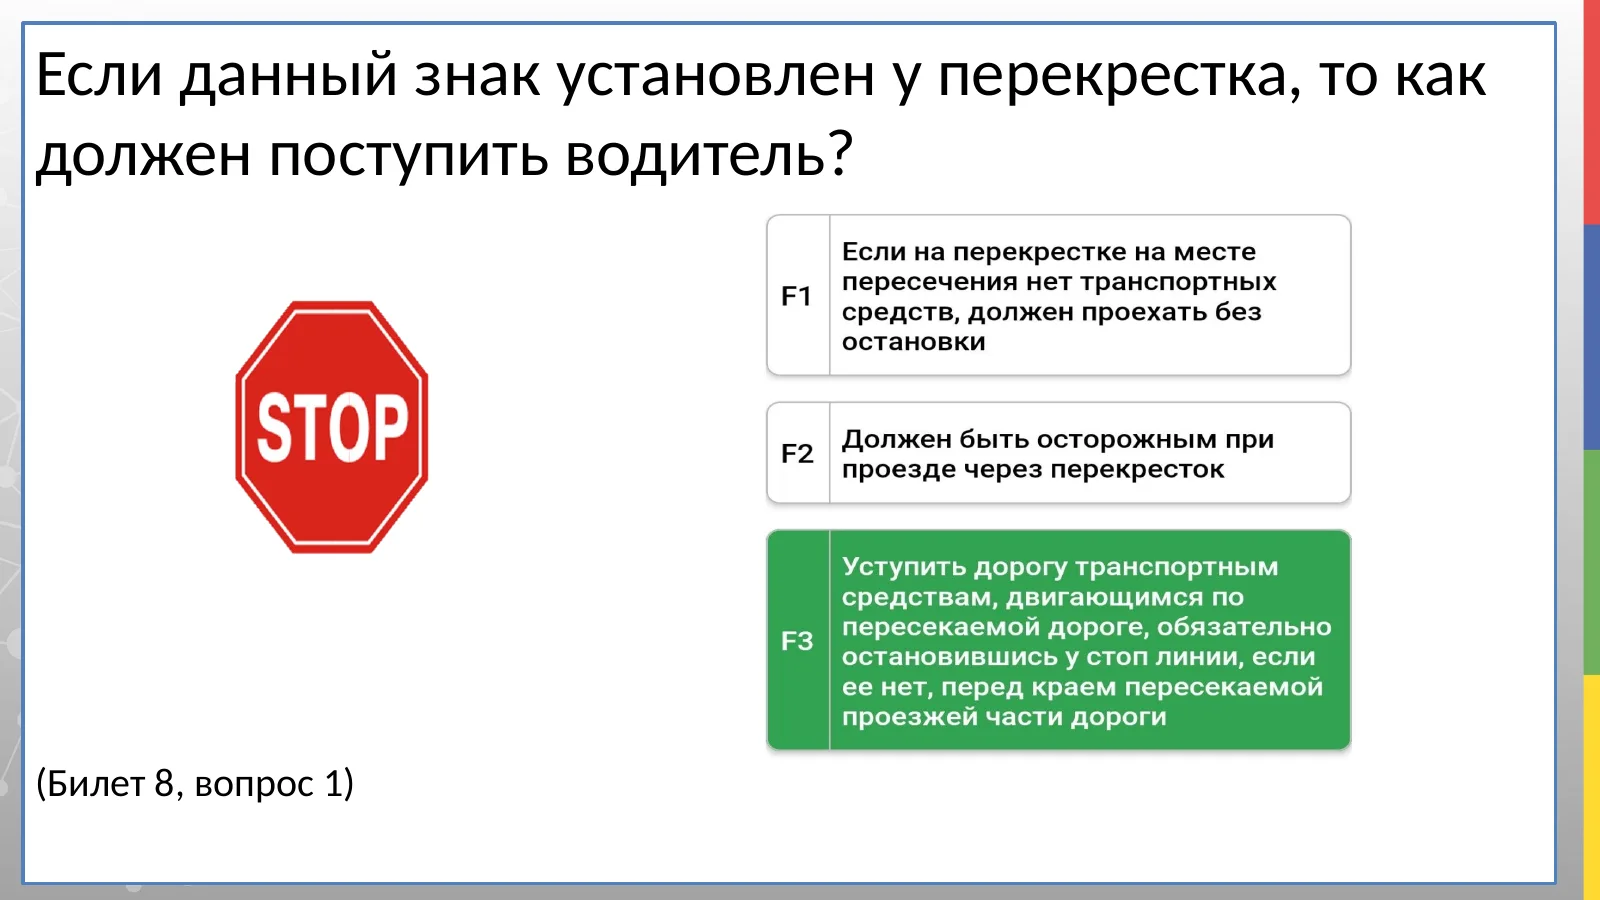 Если данный знак установлен у перекрестка, то как
должен поступить водитель?
STOP
F1
Если на перекрестке на месте
пересечения нет транспортных
средств, должен проехать без
остановки
F2
Должен быть осторожным при
проезде через перекресток
F3
Уступить дорогу транспортным
средствам, двигающимся по
пересекаемой дороге, обязательно
остановившись у стоп линии, если
ее нет, перед краем пересекаемой
проезжей части дороги
(Билет 8, вопрос 1)